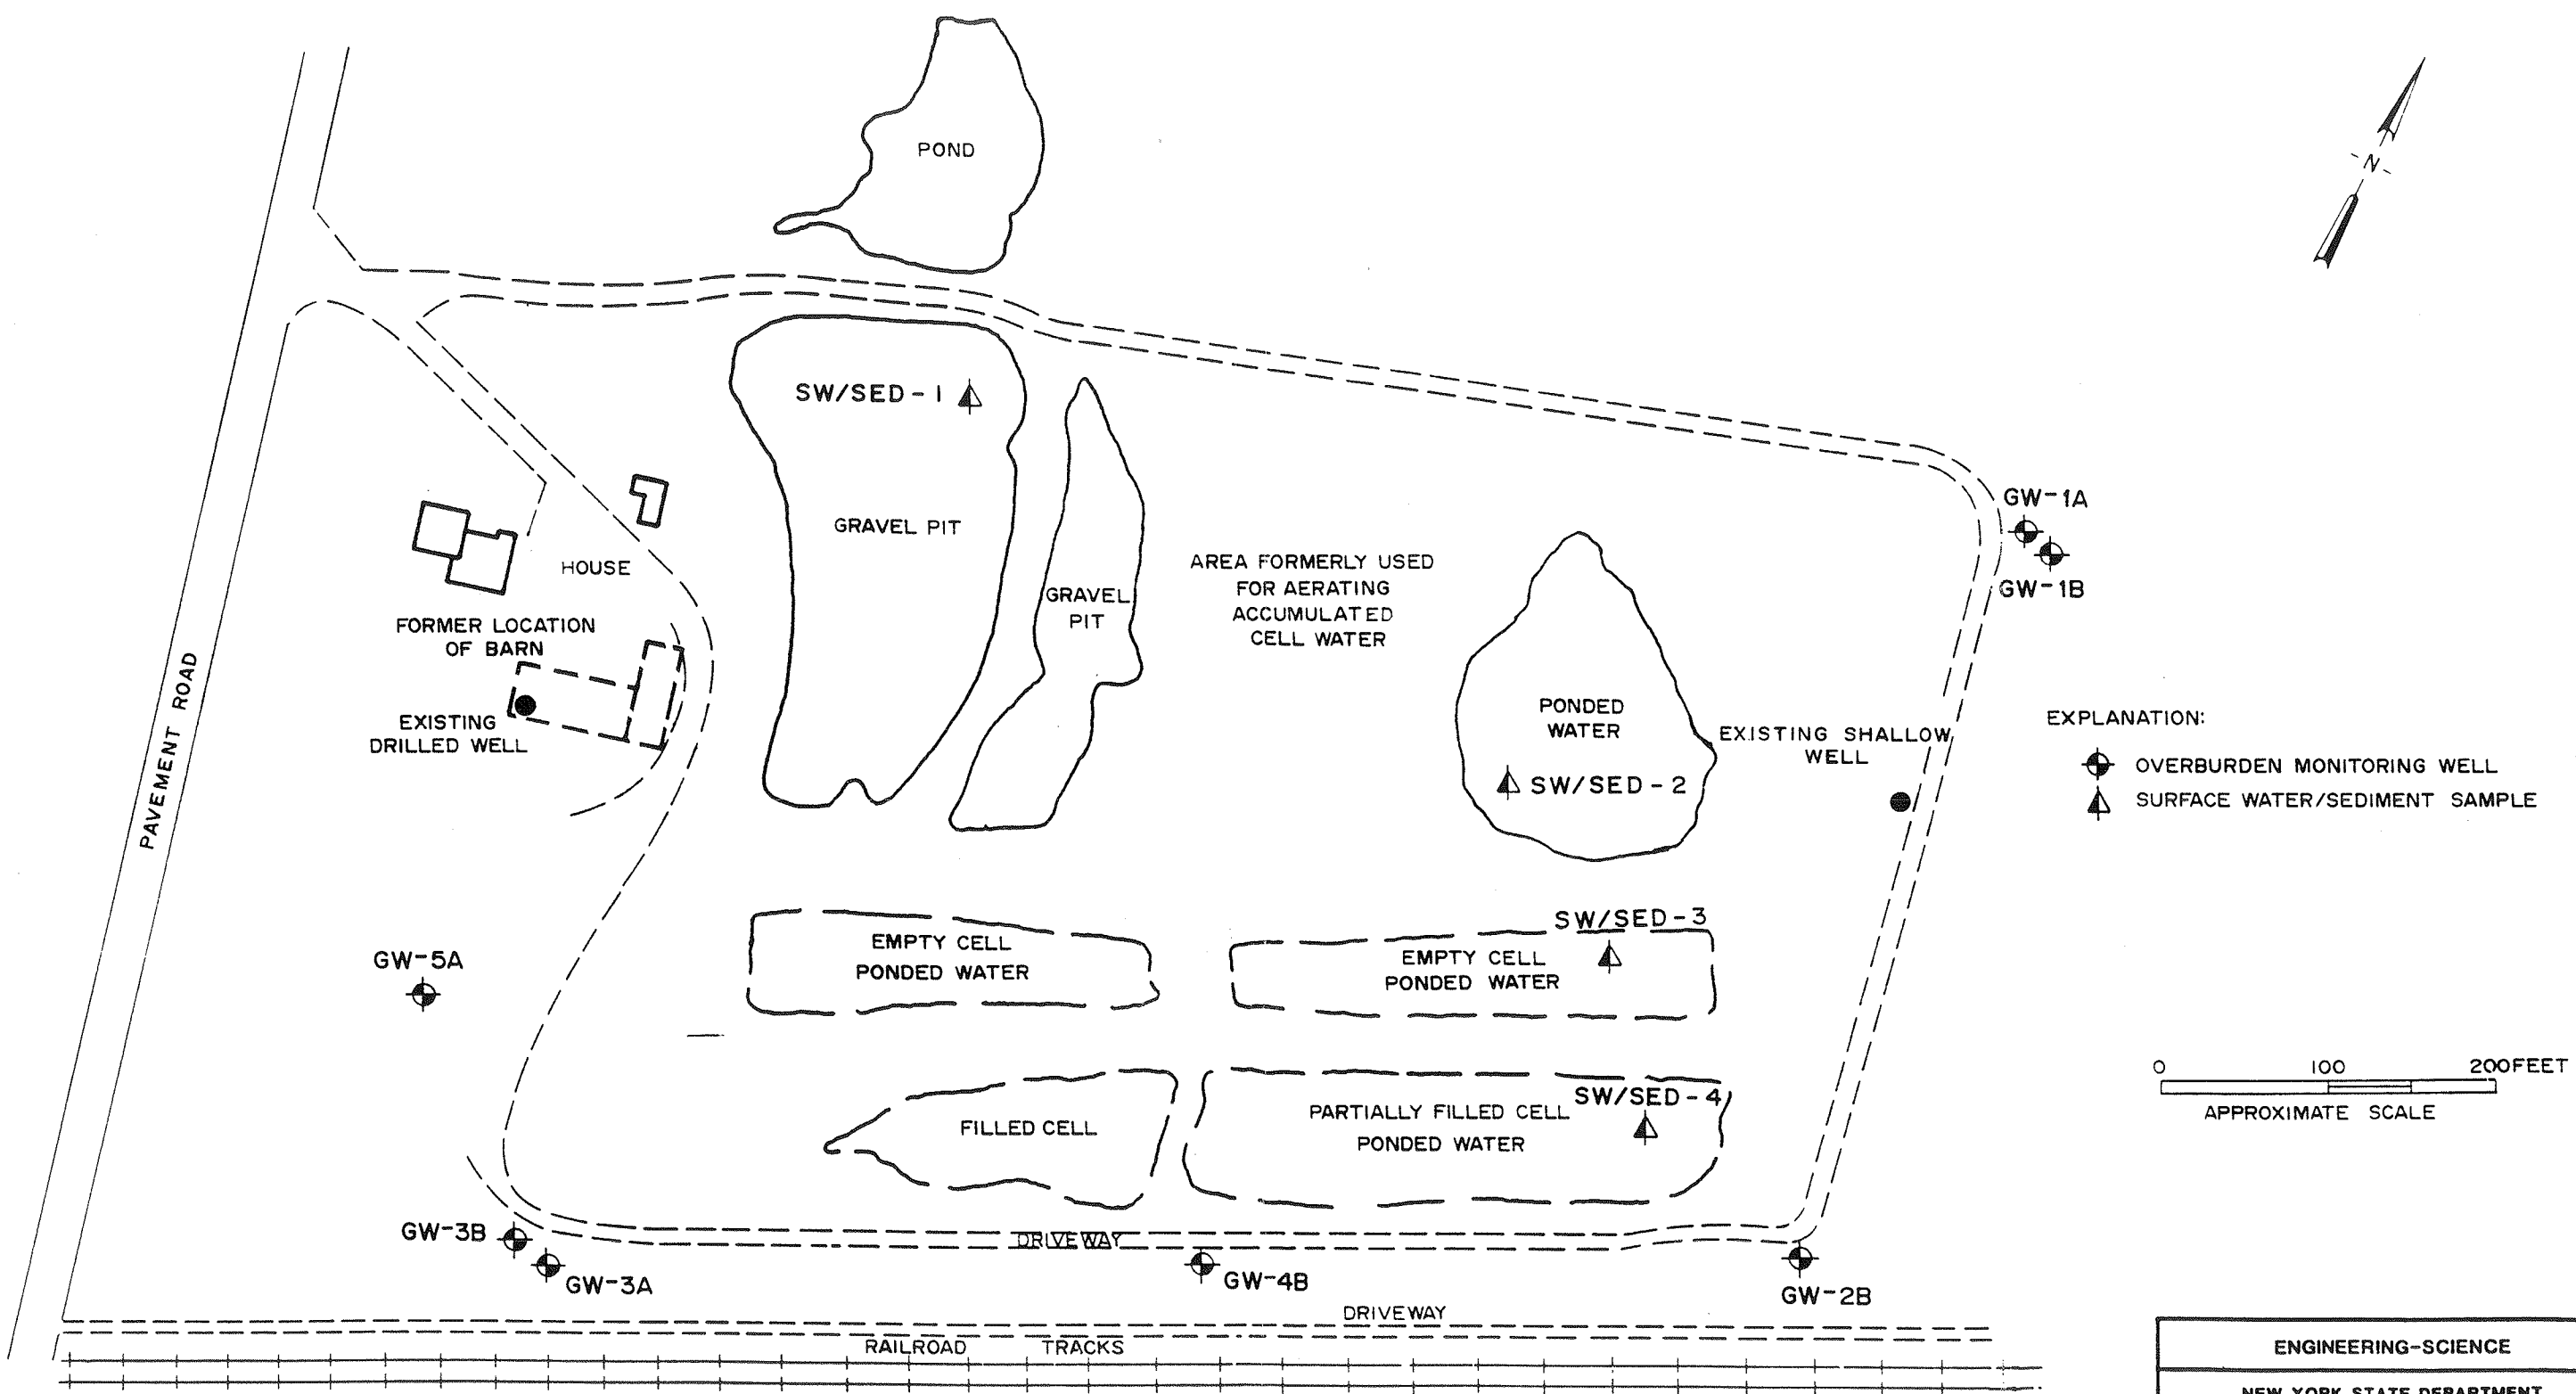 POND
N
SW/SED-1
GRAVEL PIT
GW-1A
GW-1B
HOUSE
AREA FORMERLY USED
FOR AERATING
ACCUMULATED
CELL WATER
GRAVEL
PIT
FORMER LOCATION
OF BARN
EXISTING
DRILLED WELL
PAVEMENT ROAD
PONDED
WATER
SW/SED-2
EXISTING SHALLOW
WELL
EXPLANATION:
OVERBURDEN MONITORING WELL
SURFACE WATER/SEDIMENT SAMPLE
GW-5A
EMPTY CELL
PONDED WATER
SW/SED-3
EMPTY CELL
PONDED WATER
0 100 200FEET
APPROXIMATE SCALE
FILLED CELL
SW/SED-4
PARTIALLY FILLED CELL
PONDED WATER
GW-3B
GW-3A
DRIVEWAY
GW-4B
GW-2B
DRIVEWAY
RAILROAD TRACKS
ENGINEERING-SCIENCE
NEW YORK STATE DEPARTMENT